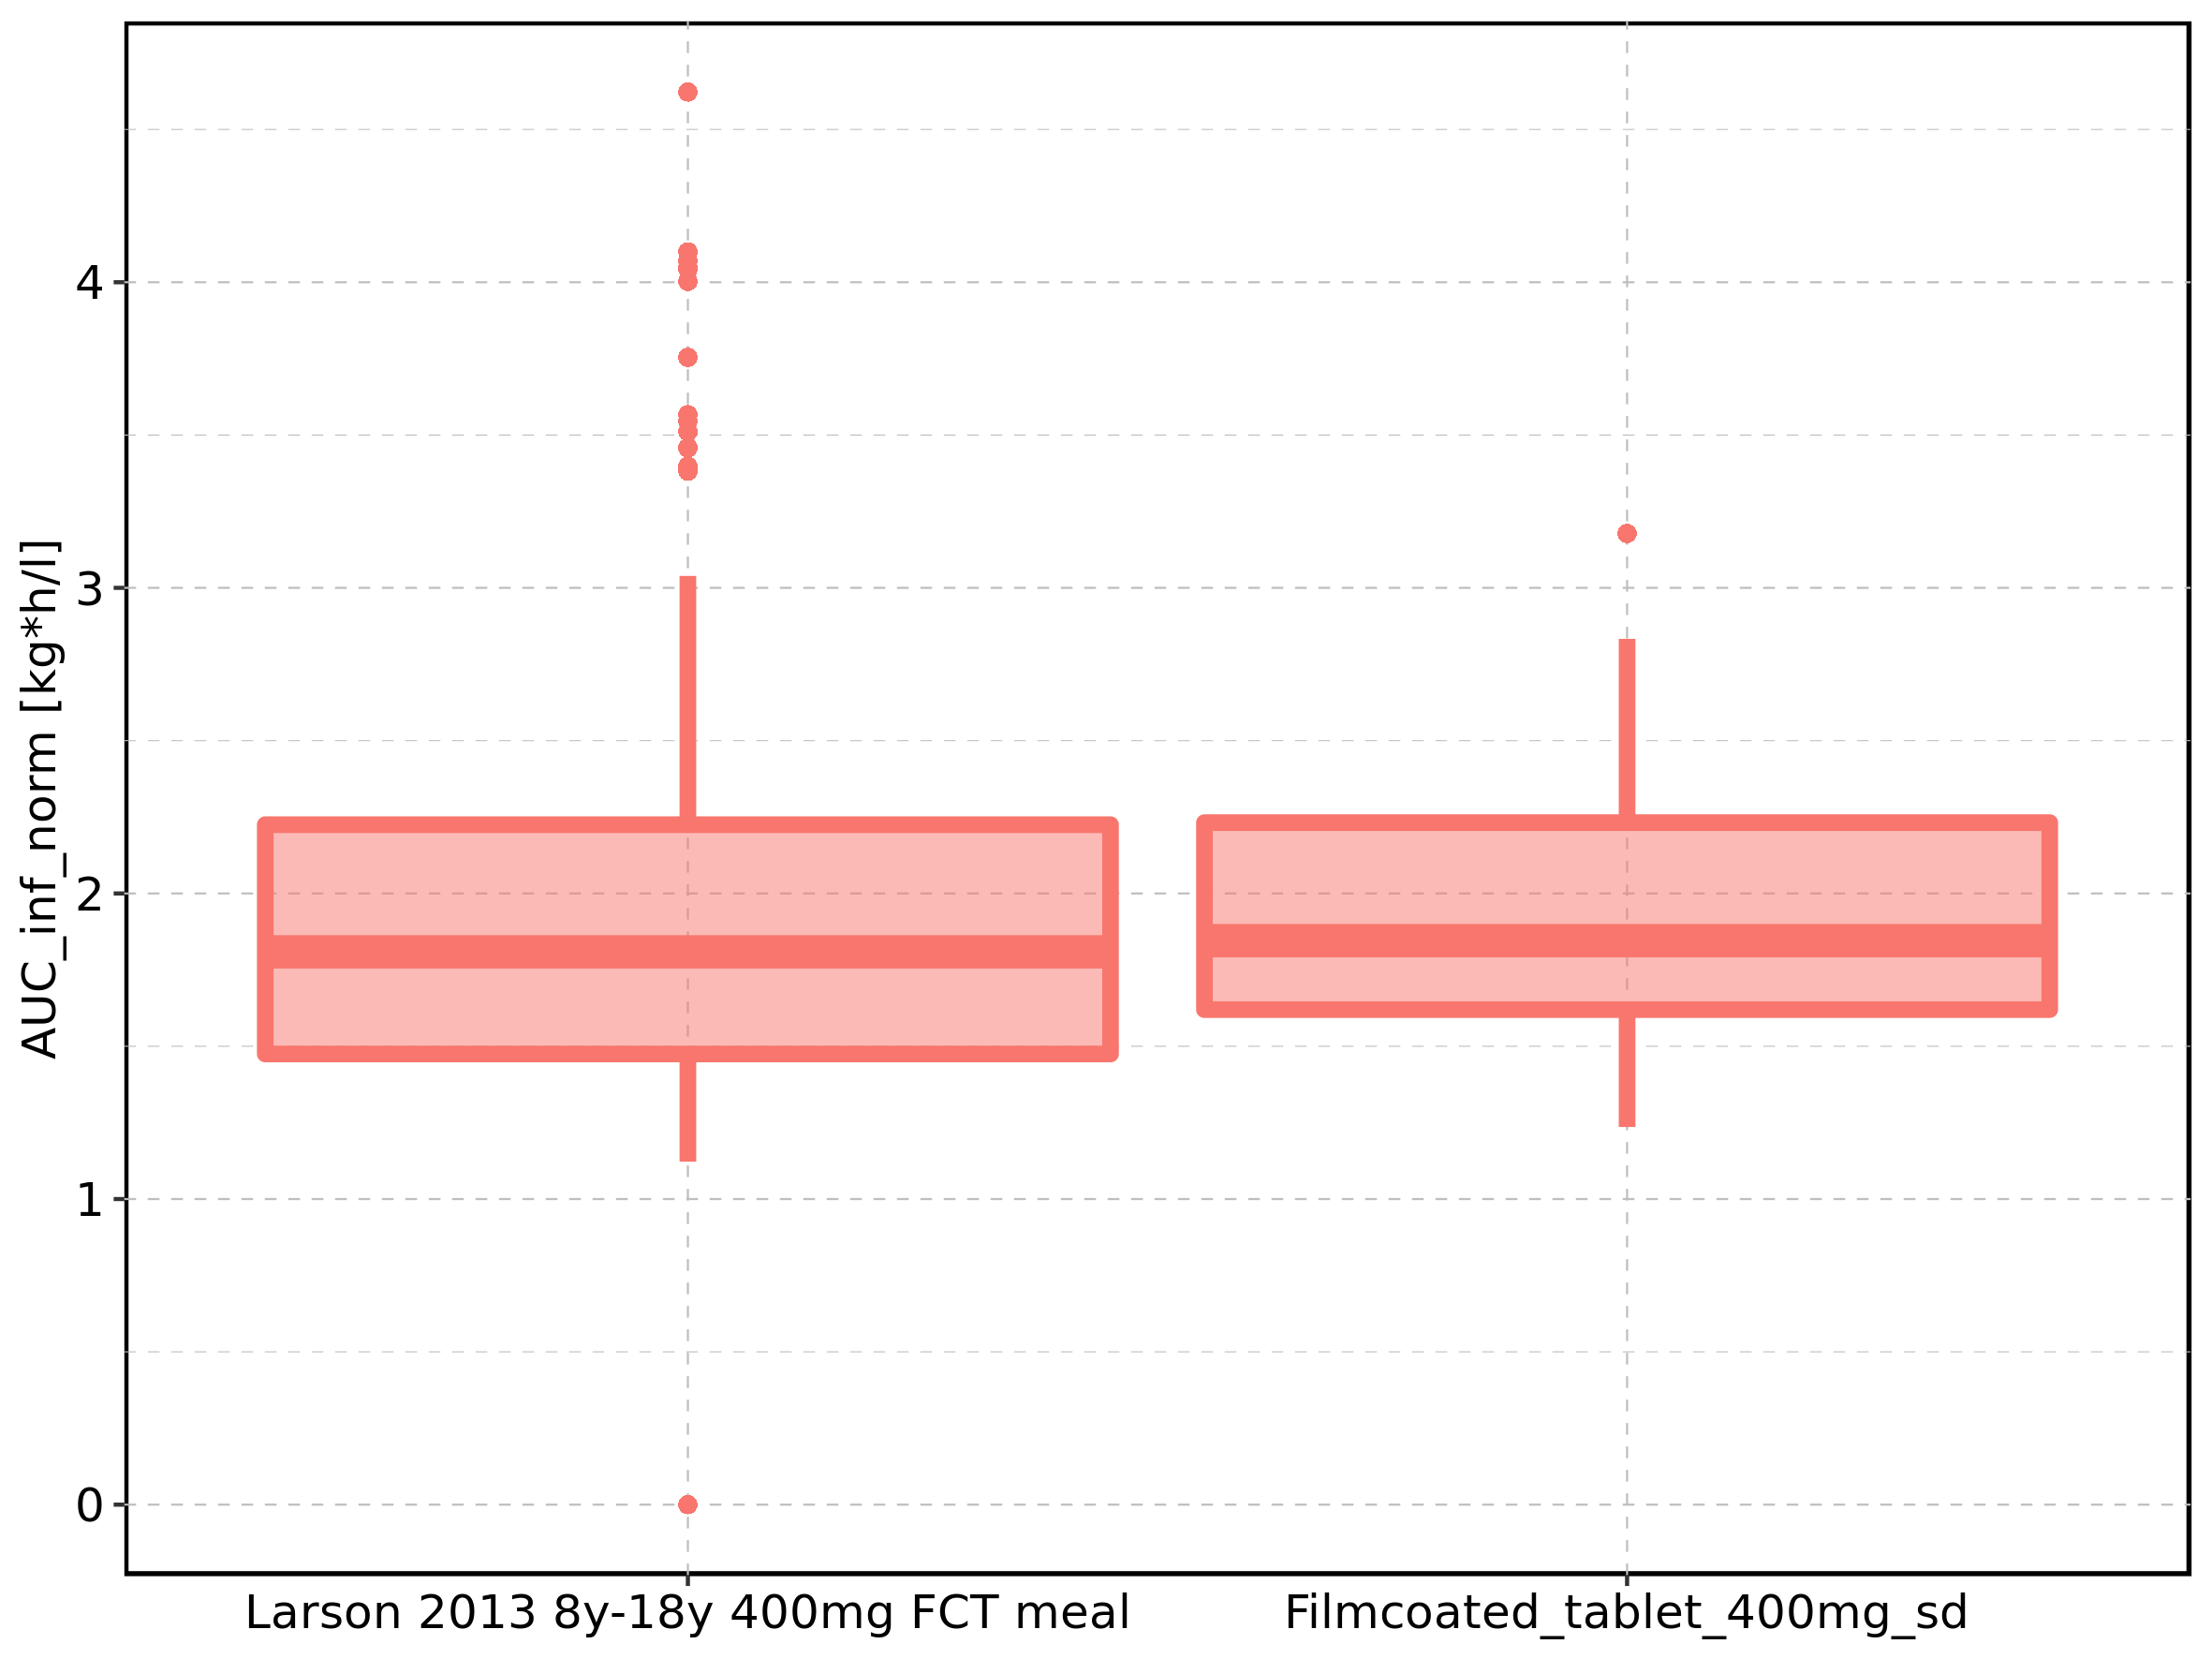 AUC_inf_norm [kg*h/l]
4
3
2
1
0
Larson 2013 8y-18y 400mg FCT meal
Filmcoated_tablet_400mg_sd